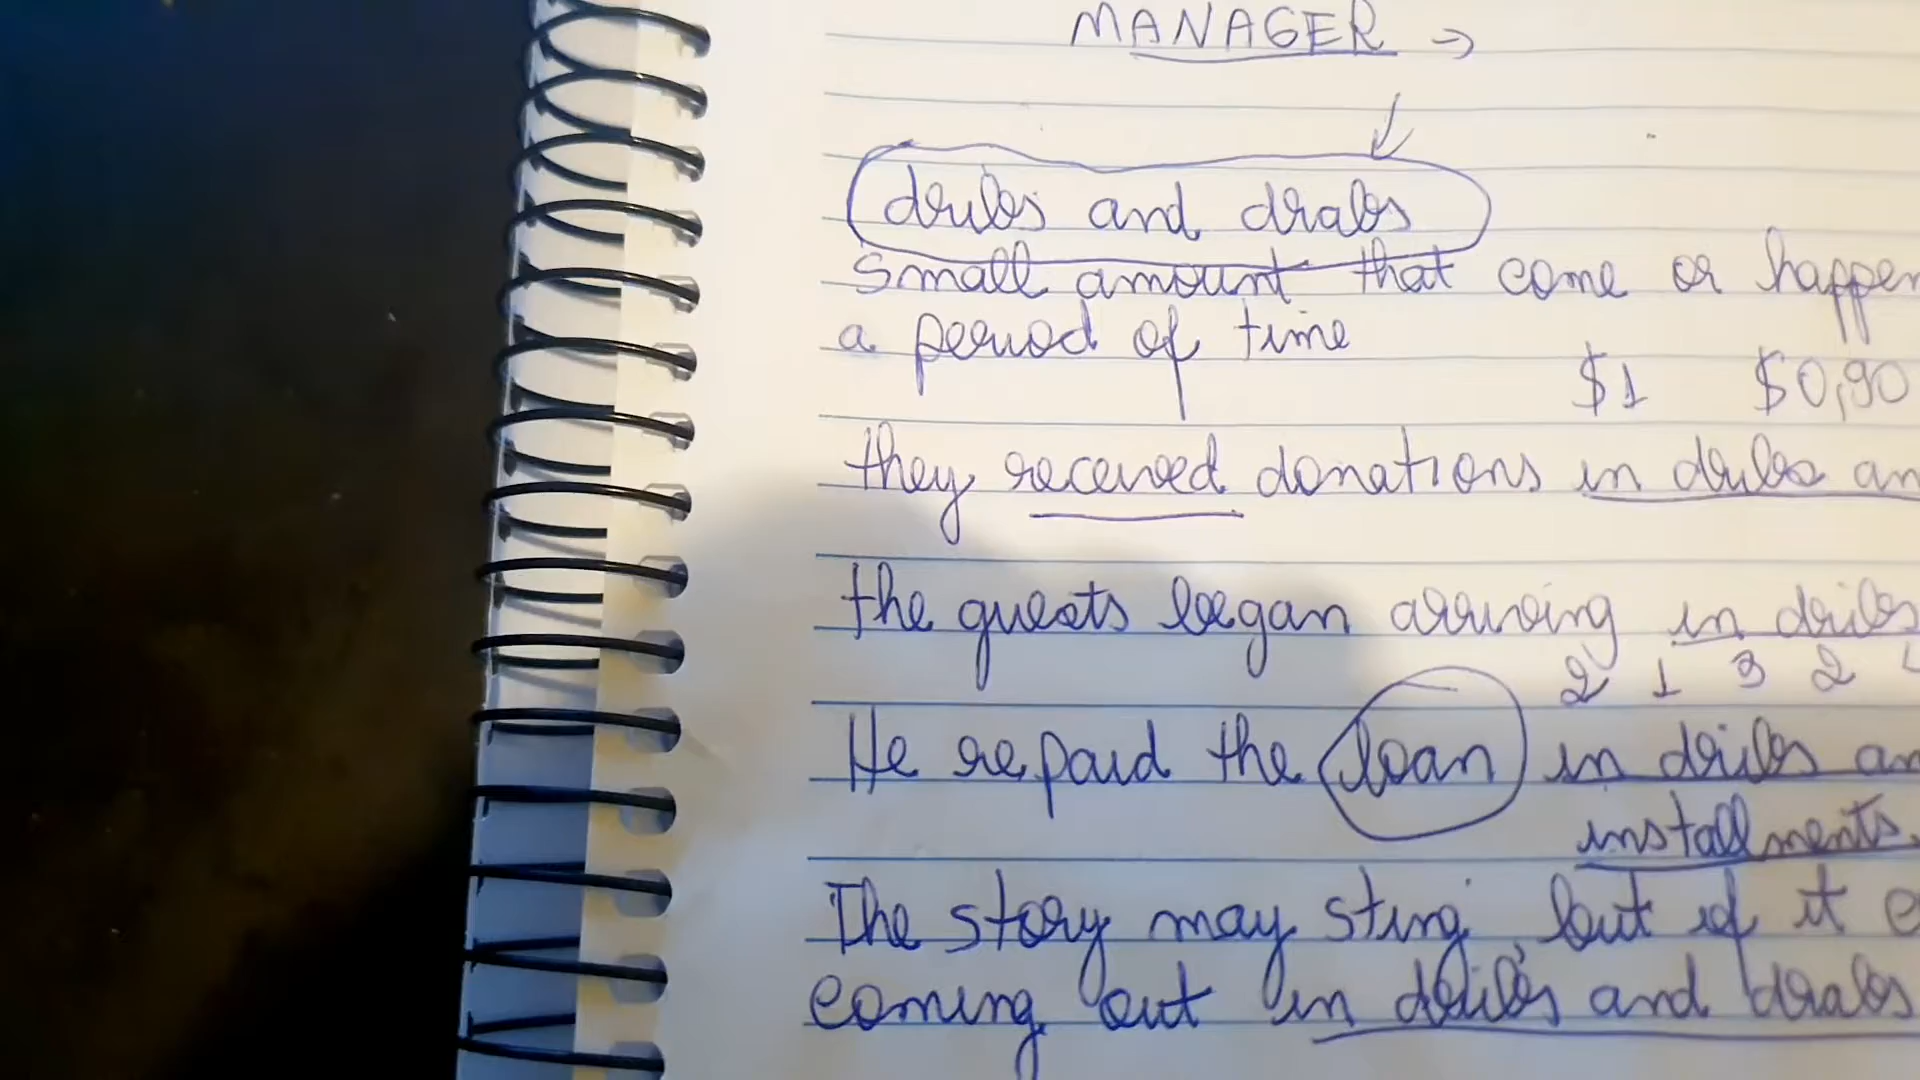 MANAGER →
dribs and drabs
small amount that come or happen
a period of time
$1 $0,90
they received donations in dribs an
the guests began arriving in dribs
2 1 3 2
He repaid the loan in dribs an
installments.
The story may sting, but if it
coming out in dribs and drabs